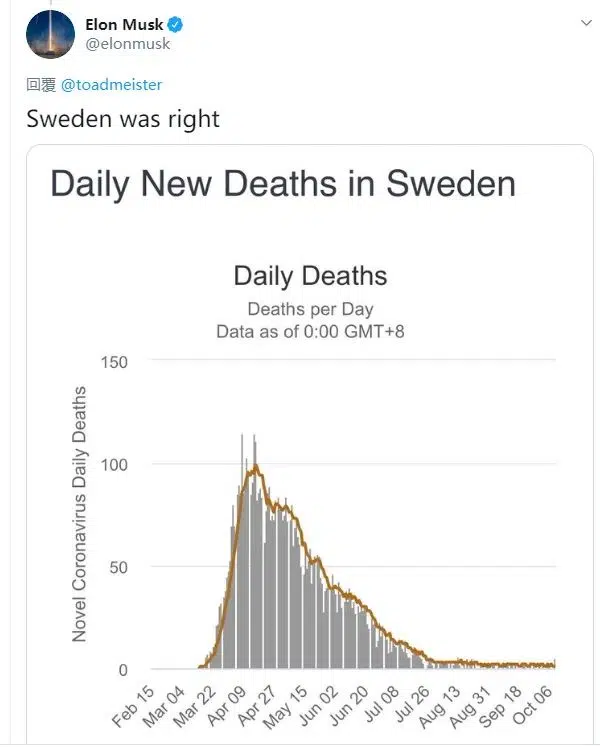 Elon Musk
@elonmusk
回覆 @toadmeister
Sweden was right
Daily New Deaths in Sweden
Daily Deaths
Deaths per Day
Data as of 0:00 GMT+8
Novel Coronavirus Daily Deaths
150
100
50
0
Feb 15
Mar 04
Mar 22
Apr 09
Apr 27
May 15
Jun 02
Jun 20
Jul 08
Jul 26
Aug 13
Aug 31
Sep 18
Oct 06